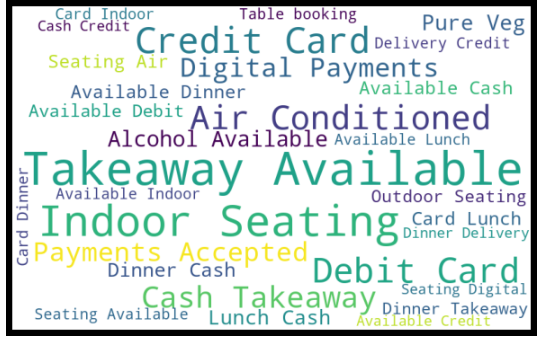 Card Indoor
Table booking
Cash Credit
Credit Card
Pure Veg
Delivery Credit
Seating Air
Digital Payments
Available Dinner
Available Cash
Available Debit
Air Conditioned
Alcohol Available
Available Lunch
Takeaway Available
Card Dinner
Available Indoor
Outdoor Seating
Indoor Seating
Card Lunch
Dinner Delivery
Payments Accepted
Dinner Cash
Debit Card
Cash Takeaway
Seating Digital
Seating Available
Lunch Cash
Dinner Takeaway
Available Credit